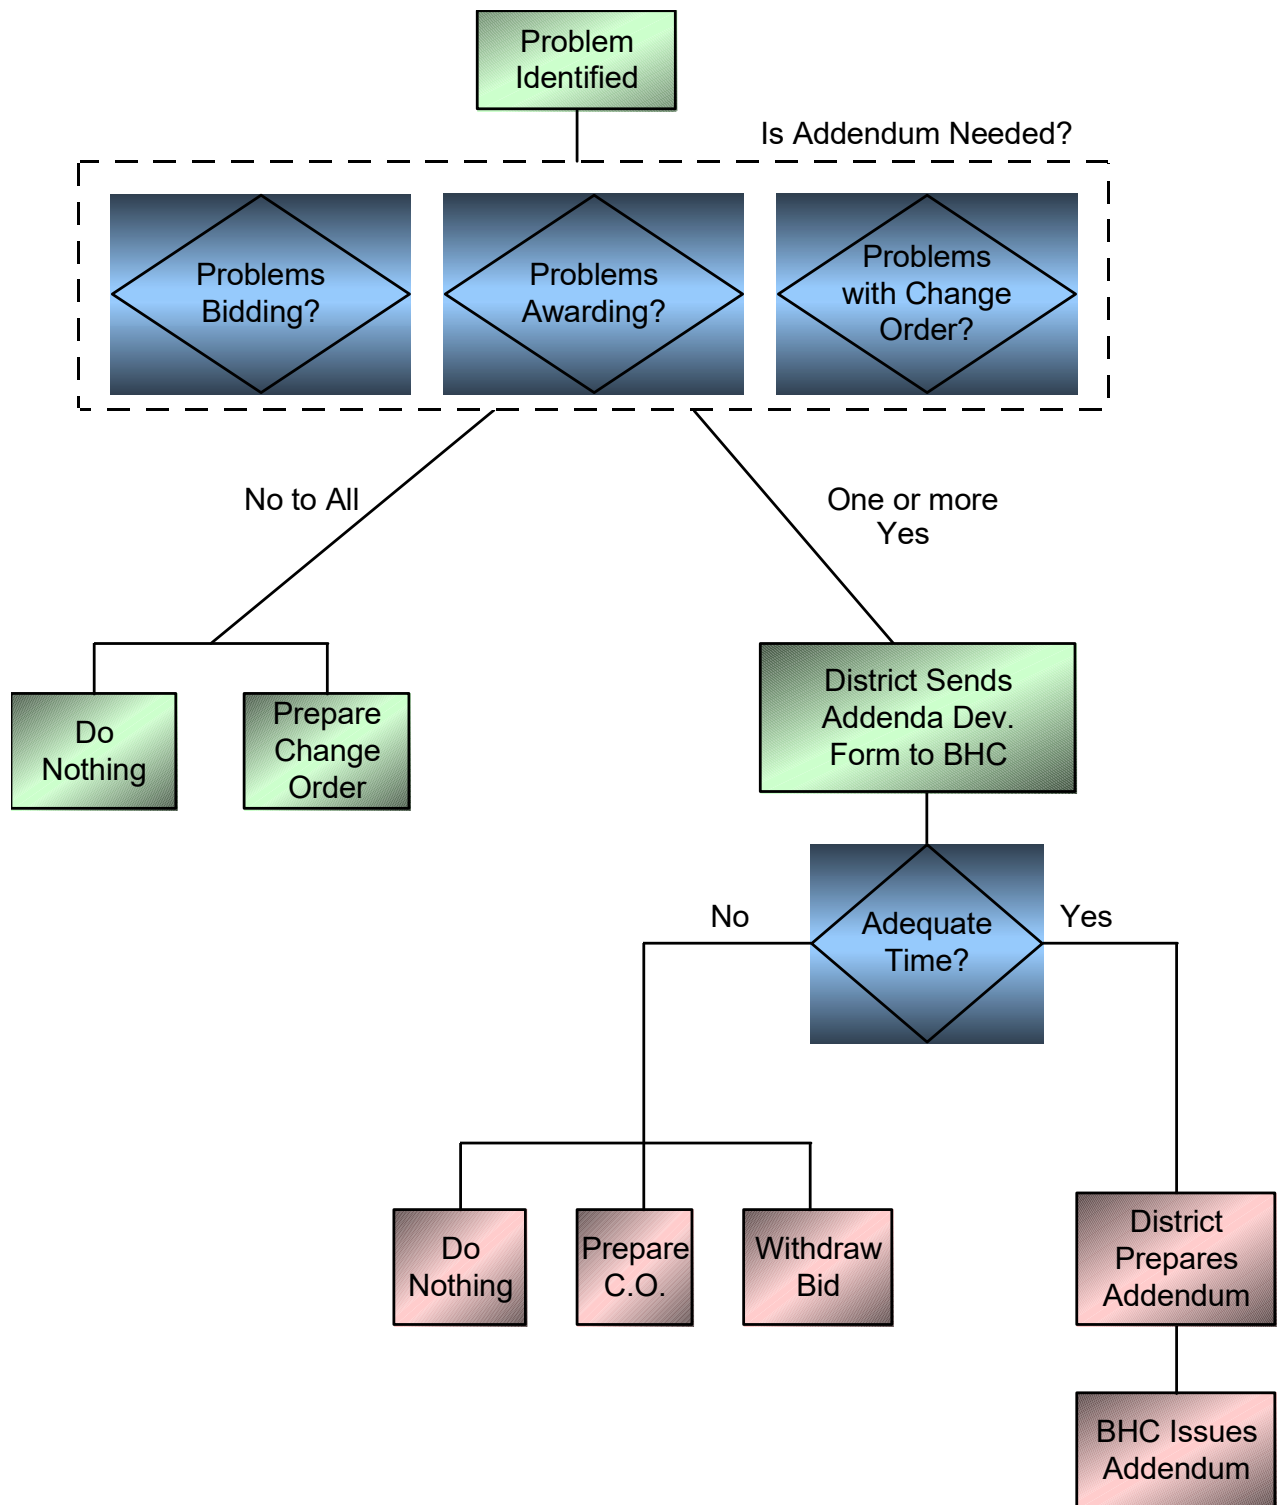 Problem
Identified
Is Addendum Needed?
Problems
Bidding?
Problems
Awarding?
Problems
with Change
Order?
No to All
One or more
Yes
Do
Nothing
Prepare
Change
Order
District Sends
Addenda Dev.
Form to BHC
No
Adequate
Time?
Yes
Do
Nothing
Prepare
C.O.
Withdraw
Bid
District
Prepares
Addendum
BHC Issues
Addendum